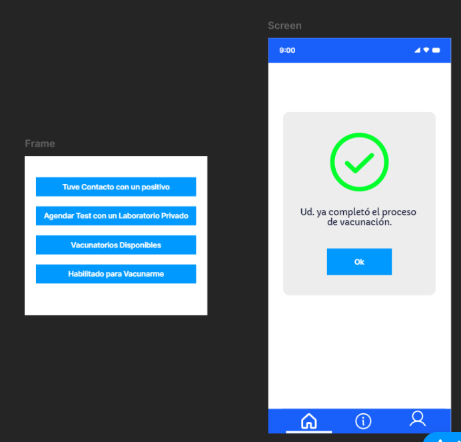 Screen
9:00
Frame
Tuve Contacto con un positivo
Agendar Test con un Laboratorio Privado
Vacunatorios Disponibles
Habilitado para Vacunarme
Ud. ya completó el proceso
de vacunación.
Ok